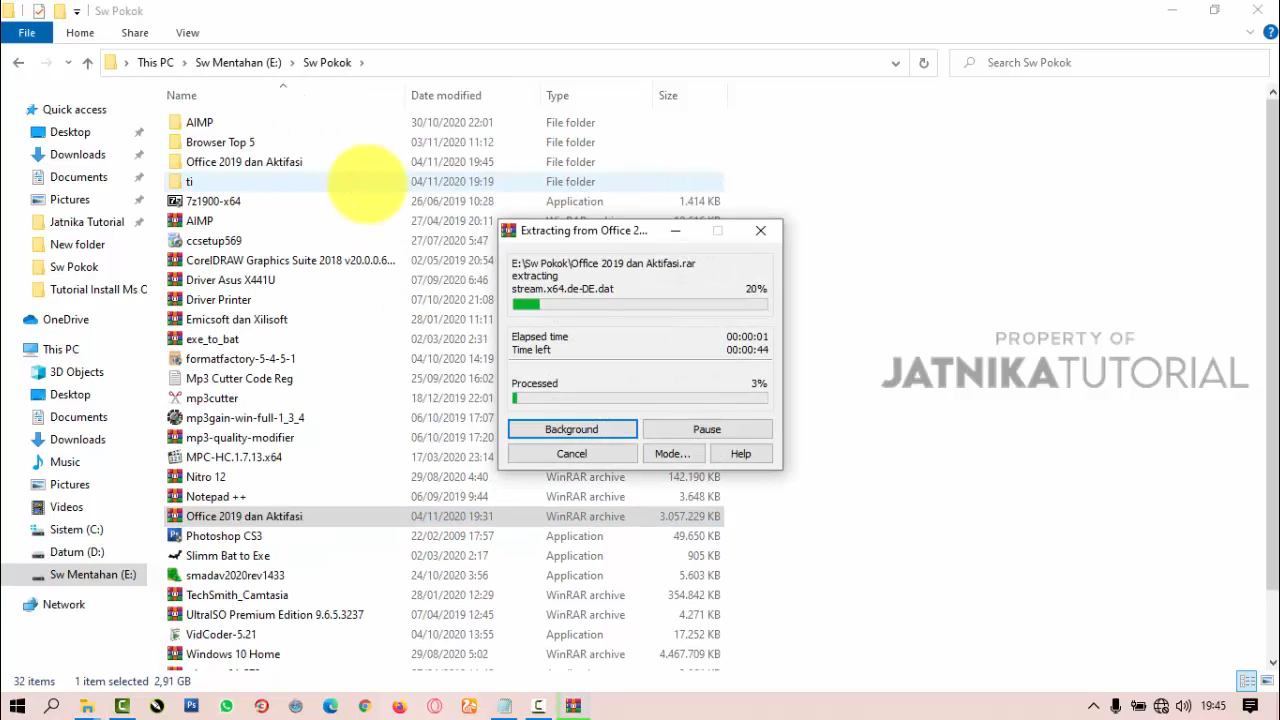 Sw Pokok
File Home Share View
This PC Sw Mentahan (E:) Sw Pokok
Search Sw Pokok
Name Date modified Type Size
Quick access
Desktop
Downloads
Documents
Pictures
Jatnika Tutorial
New folder
Sw Pokok
Tutorial Install Ms O
OneDrive
This PC
3D Objects
Desktop
Documents
Downloads
Music
Pictures
Videos
Sistem (C:)
Datum (D:)
Sw Mentahan (E:)
Network
AIMP 30/10/2020 22:01 File folder
Browser Top 5 03/11/2020 11:12 File folder
Office 2019 dan Aktifasi 04/11/2020 19:45 File folder
ti 04/11/2020 19:19 File folder
7z1900-x64 26/06/2019 10:28 Application 1.414 KB
AIMP 27/04/2019 20:11
ccsetup569 27/07/2020 5:47
CorelDRAW Graphics Suite 2018 v20.0.0.6... 02/05/2019 20:54
Driver Asus X441U 07/09/2020 6:46
Driver Printer 07/10/2020 21:08
Emicsoft dan Xilisoft 28/01/2020 11:11
exe_to_bat 02/03/2020 2:31
formatfactory-5-4-5-1 04/10/2020 14:19
Mp3 Cutter Code Reg 25/09/2020 16:02
mp3cutter 18/12/2019 22:01
mp3gain-win-full-1_3_4 06/10/2019 17:07
mp3-quality-modifier 06/10/2019 17:20
MPC-HC.1.7.13.x64 17/03/2020 23:14
Nitro 12 29/08/2020 4:40 WinRAR archive 142.190 KB
Notepad ++ 06/09/2019 9:44 WinRAR archive 3.648 KB
Office 2019 dan Aktifasi 04/11/2020 19:31 WinRAR archive 3.057.229 KB
Photoshop CS3 22/02/2009 17:57 Application 49.650 KB
Slimm Bat to Exe 02/03/2020 2:17 Application 905 KB
smadav2020rev1433 24/10/2020 3:56 Application 5.603 KB
TechSmith_Camtasia 28/01/2020 12:29 WinRAR archive 354.842 KB
UltraISO Premium Edition 9.6.5.3237 07/04/2019 12:45 WinRAR archive 4.271 KB
VidCoder-5.21 04/10/2020 13:55 Application 17.252 KB
Windows 10 Home 29/08/2020 5:02 WinRAR archive 4.467.709 KB
Extracting from Office 2...
E:\Sw Pokok\Office 2019 dan Aktifasi.rar
extracting
stream.x64.de-DE.dat 20%
Elapsed time 00:00:01
Time left 00:00:44
Processed 3%
Background Pause
Cancel Mode... Help
PROPERTY OF
JATNIKATUTORIAL
32 items 1 item selected 2,91 GB
19:45